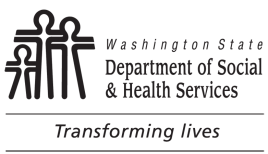 Washington State
Department of Social
& Health Services
Transforming lives